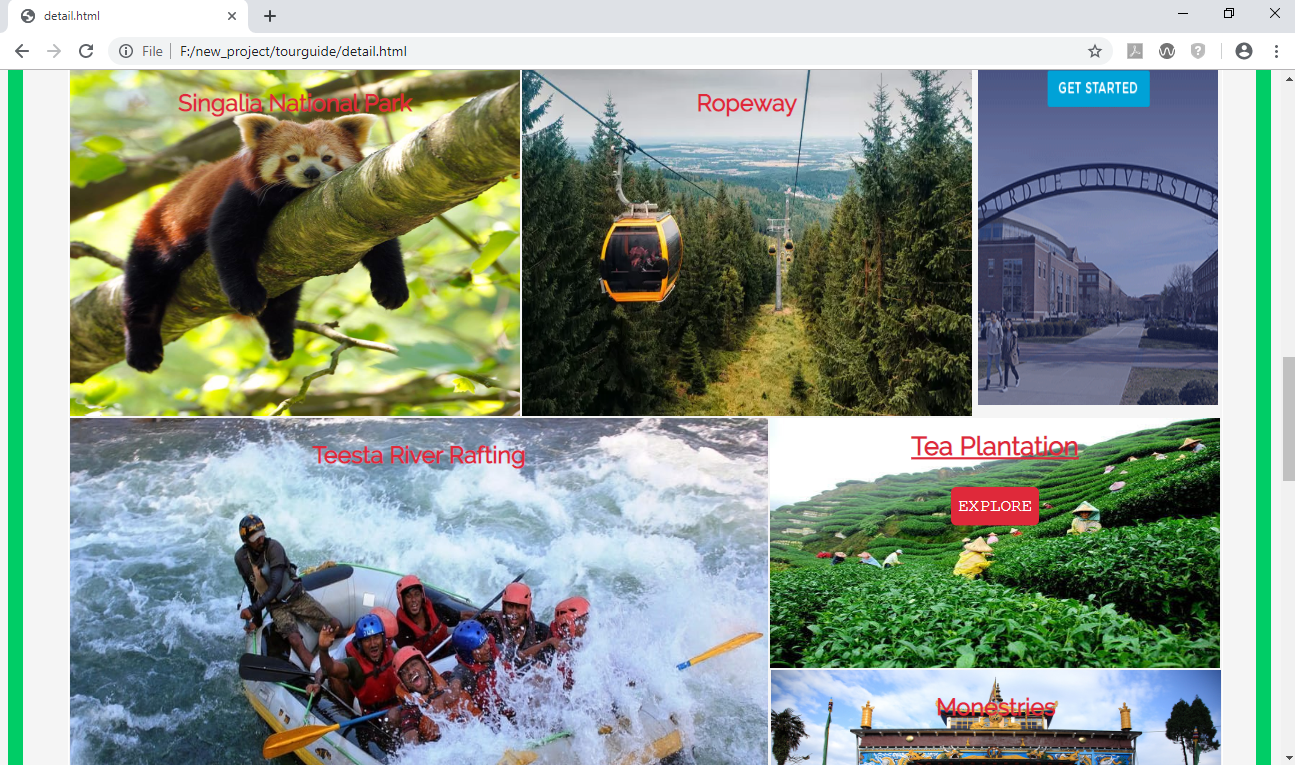 detail.html
File
F:/new_project/tourguide/detail.html
Singalia National Park
Ropeway
GET STARTED
PURDUE UNIVERSITY
Teesta River Rafting
Tea Plantation
EXPLORE
Monestries